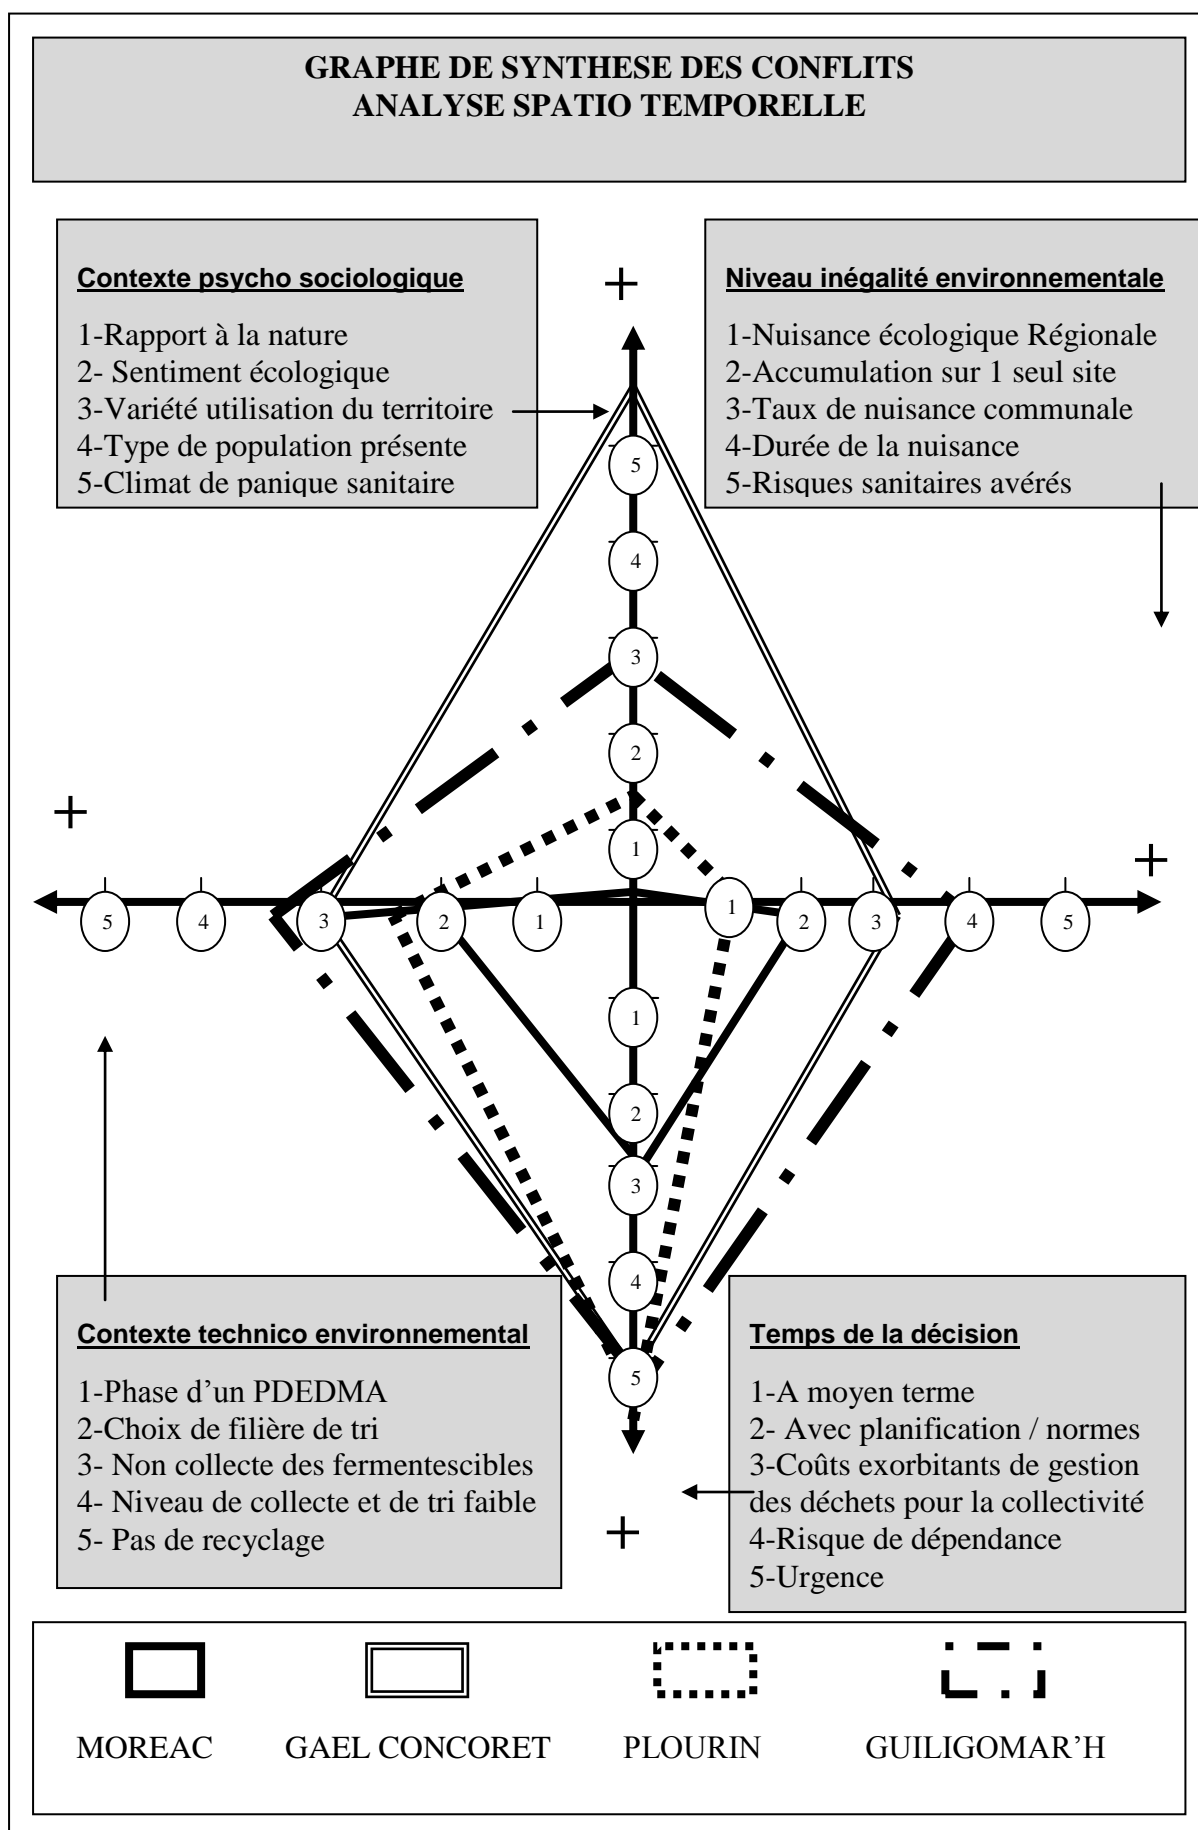 GRAPHE DE SYNTHESE DES CONFLITS
ANALYSE SPATIO TEMPORELLE
Contexte psycho sociologique
1-Rapport à la nature
2- Sentiment écologique
3-Variété utilisation du territoire
4-Type de population présente
5-Climat de panique sanitaire
+
Niveau inégalité environnementale
1-Nuisance écologique Régionale
2-Accumulation sur 1 seul site
3-Taux de nuisance communale
4-Durée de la nuisance
5-Risques sanitaires avérés
5
4
3
2
1
+
+
5 4 3 2 1 1 2 3 4 5
1
2
3
4
5
+
Contexte technico environnemental
1-Phase d’un PDEDMA
2-Choix de filière de tri
3- Non collecte des fermentescibles
4- Niveau de collecte et de tri faible
5- Pas de recyclage
Temps de la décision
1-A moyen terme
2- Avec planification / normes
3-Coûts exorbitants de gestion
des déchets pour la collectivité
4-Risque de dépendance
5-Urgence
MOREAC GAEL CONCORET PLOURIN GUILIGOMAR’H